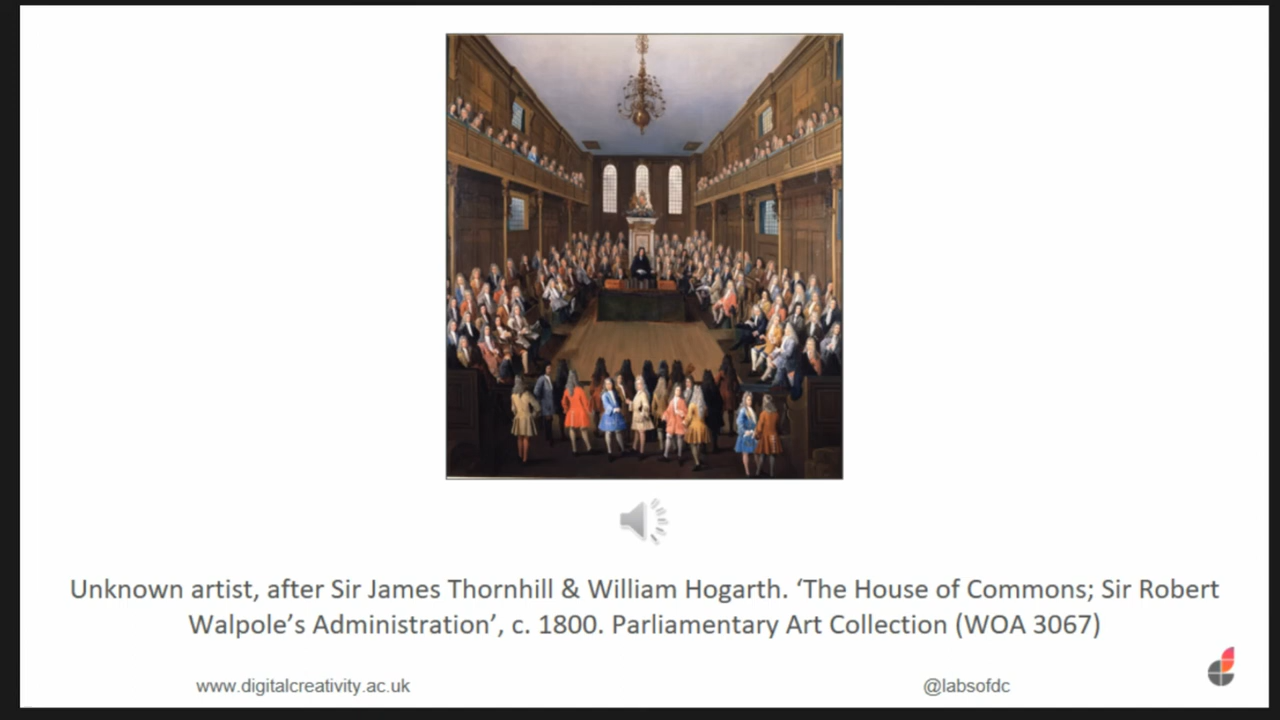 Unknown artist, after Sir James Thornhill & William Hogarth. ‘The House of Commons; Sir Robert
Walpole’s Administration’, c. 1800. Parliamentary Art Collection (WOA 3067)
www.digitalcreativity.ac.uk
@labsofdc